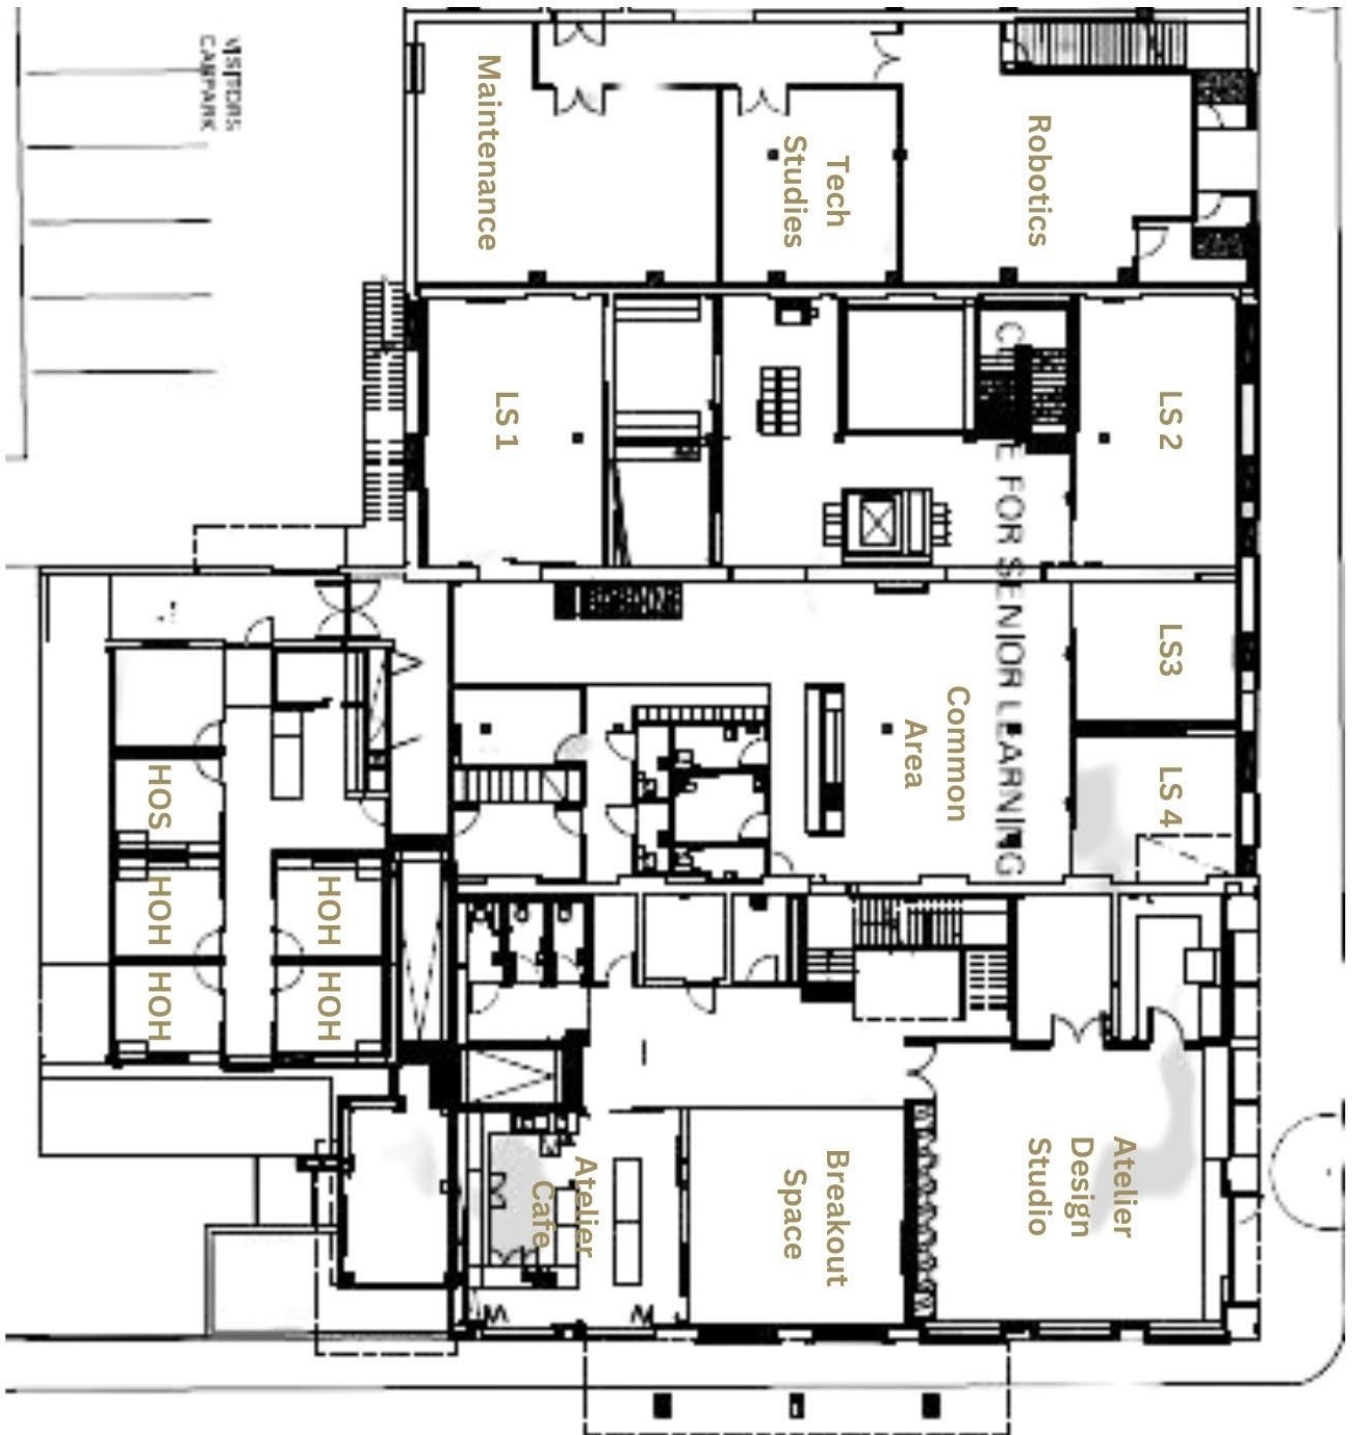 VISITORS
CARPARK
Maintenance
Tech
Studies
Robotics
LS 1
LS 2
C
E FOR SENIOR LEARNING
LS3
Common
Area
LS 4
HOS
HOH
HOH
HOH
HOH
Atelier
Cafe
Breakout
Space
Atelier
Design
Studio